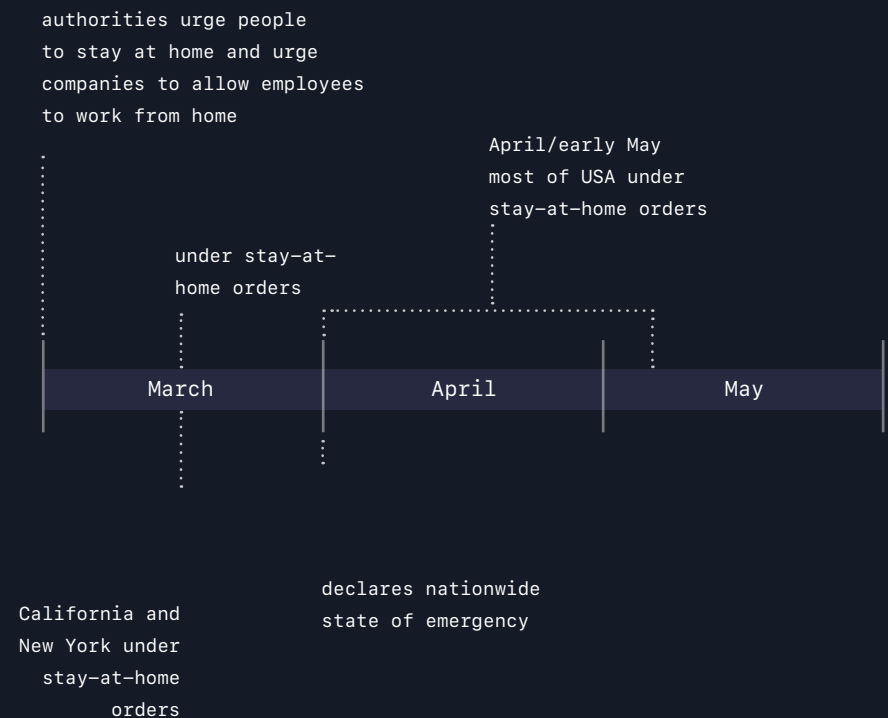 authorities urge people
to stay at home and urge
companies to allow employees
to work from home
April/early May
most of USA under
stay-at-home orders
under stay-at-
home orders
March
April
May
declares nationwide
state of emergency
California and
New York under
stay-at-home
orders